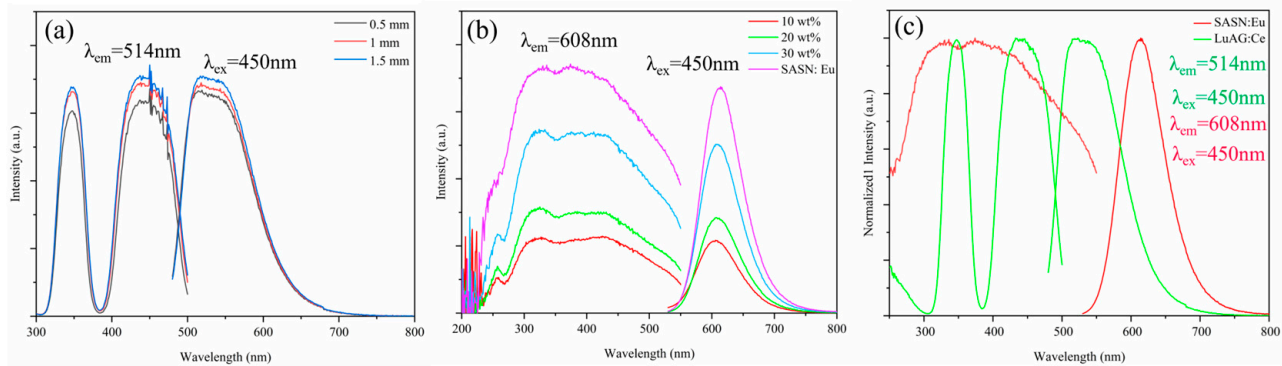 (a)
λem=514nm
λex=450nm
0.5 mm
1 mm
1.5 mm
Intensity (a.u.)
300 400 500 600 700 800
Wavelength (nm)
(b)
λem=608nm
λex=450nm
10 wt%
20 wt%
30 wt%
SASN: Eu
Intensity (a.u.)
200 300 400 500 600 700 800
Wavelength (nm)
(c)
SASN:Eu
LuAG:Ce
λem=514nm
λex=450nm
λem=608nm
λex=450nm
Normalized1 Intensity (a.u.)
300 400 500 600 700 800
Wavelength (nm)